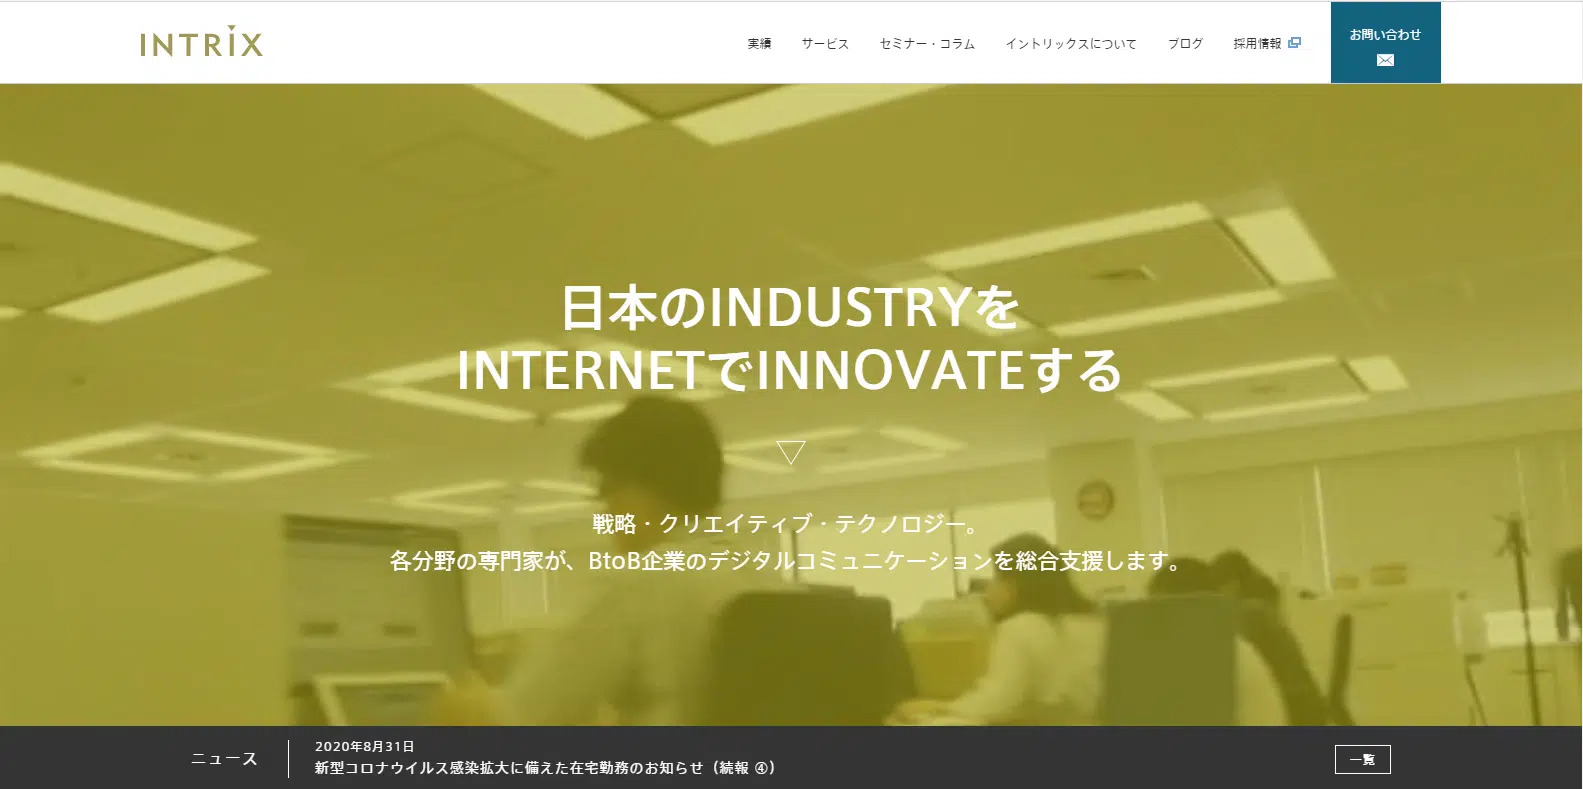 INTRIX
実績
サービス
セミナー・コラム
イントリックスについて
ブログ
採用情報
お問い合わせ
日本のINDUSTRYを
INTERNETでINNOVATEする
戦略・クリエイティブ・テクノロジー。
各分野の専門家が、BtoB企業のデジタルコミュニケーションを総合支援します。
ニュース
2020年8月31日
新型コロナウイルス感染拡大に備えた在宅勤務のお知らせ（続報 ④）
一覧